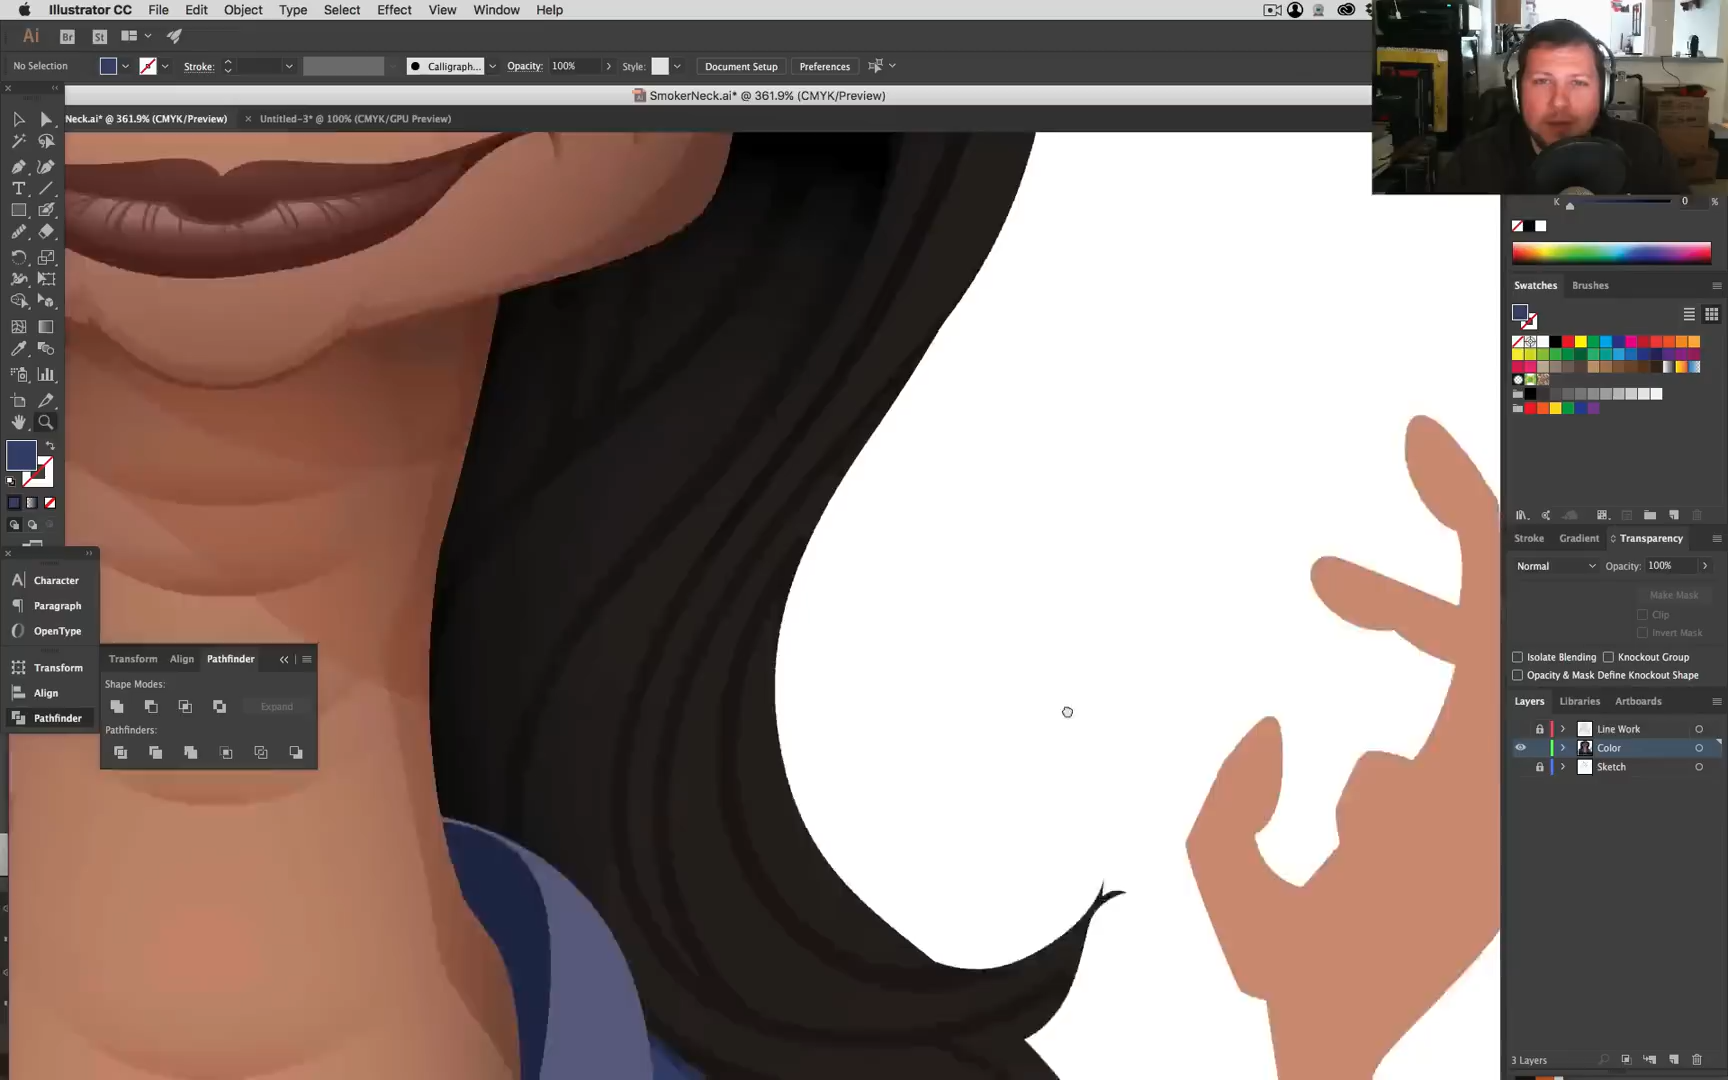 Illustrator CC File Edit Object Type Select Effect View Window Help
Ai Br St
No Selection Stroke: Calligraph... Opacity: 100% Style: Document Setup Preferences
SmokerNeck.ai* @ 361.9% (CMYK/Preview)
Neck.ai* @ 361.9% (CMYK/Preview) Untitled-3* @ 100% (CMYK/GPU Preview)
K 0 %
Swatches Brushes
Stroke Gradient Transparency
Normal Opacity: 100%
Make Mask
Clip
Invert Mask
Isolate Blending Knockout Group
Opacity & Mask Define Knockout Shape
Layers Libraries Artboards
Line Work
Color
Sketch
3 Layers
Character
Paragraph
OpenType
Transform
Align
Pathfinder
Transform Align Pathfinder
Shape Modes:
Expand
Pathfinders: